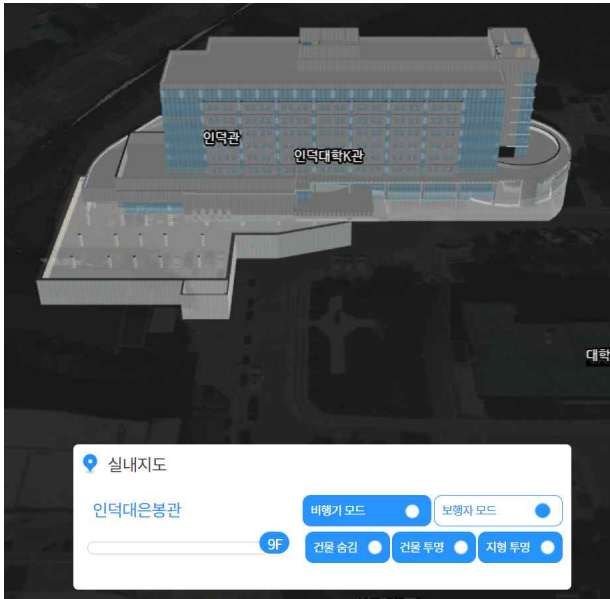 인덕관
인덕대학K관
대학
실내지도
인덕대은봉관
비행기 모드
보행자 모드
9F
건물 숨김
건물 투명
지형 투명